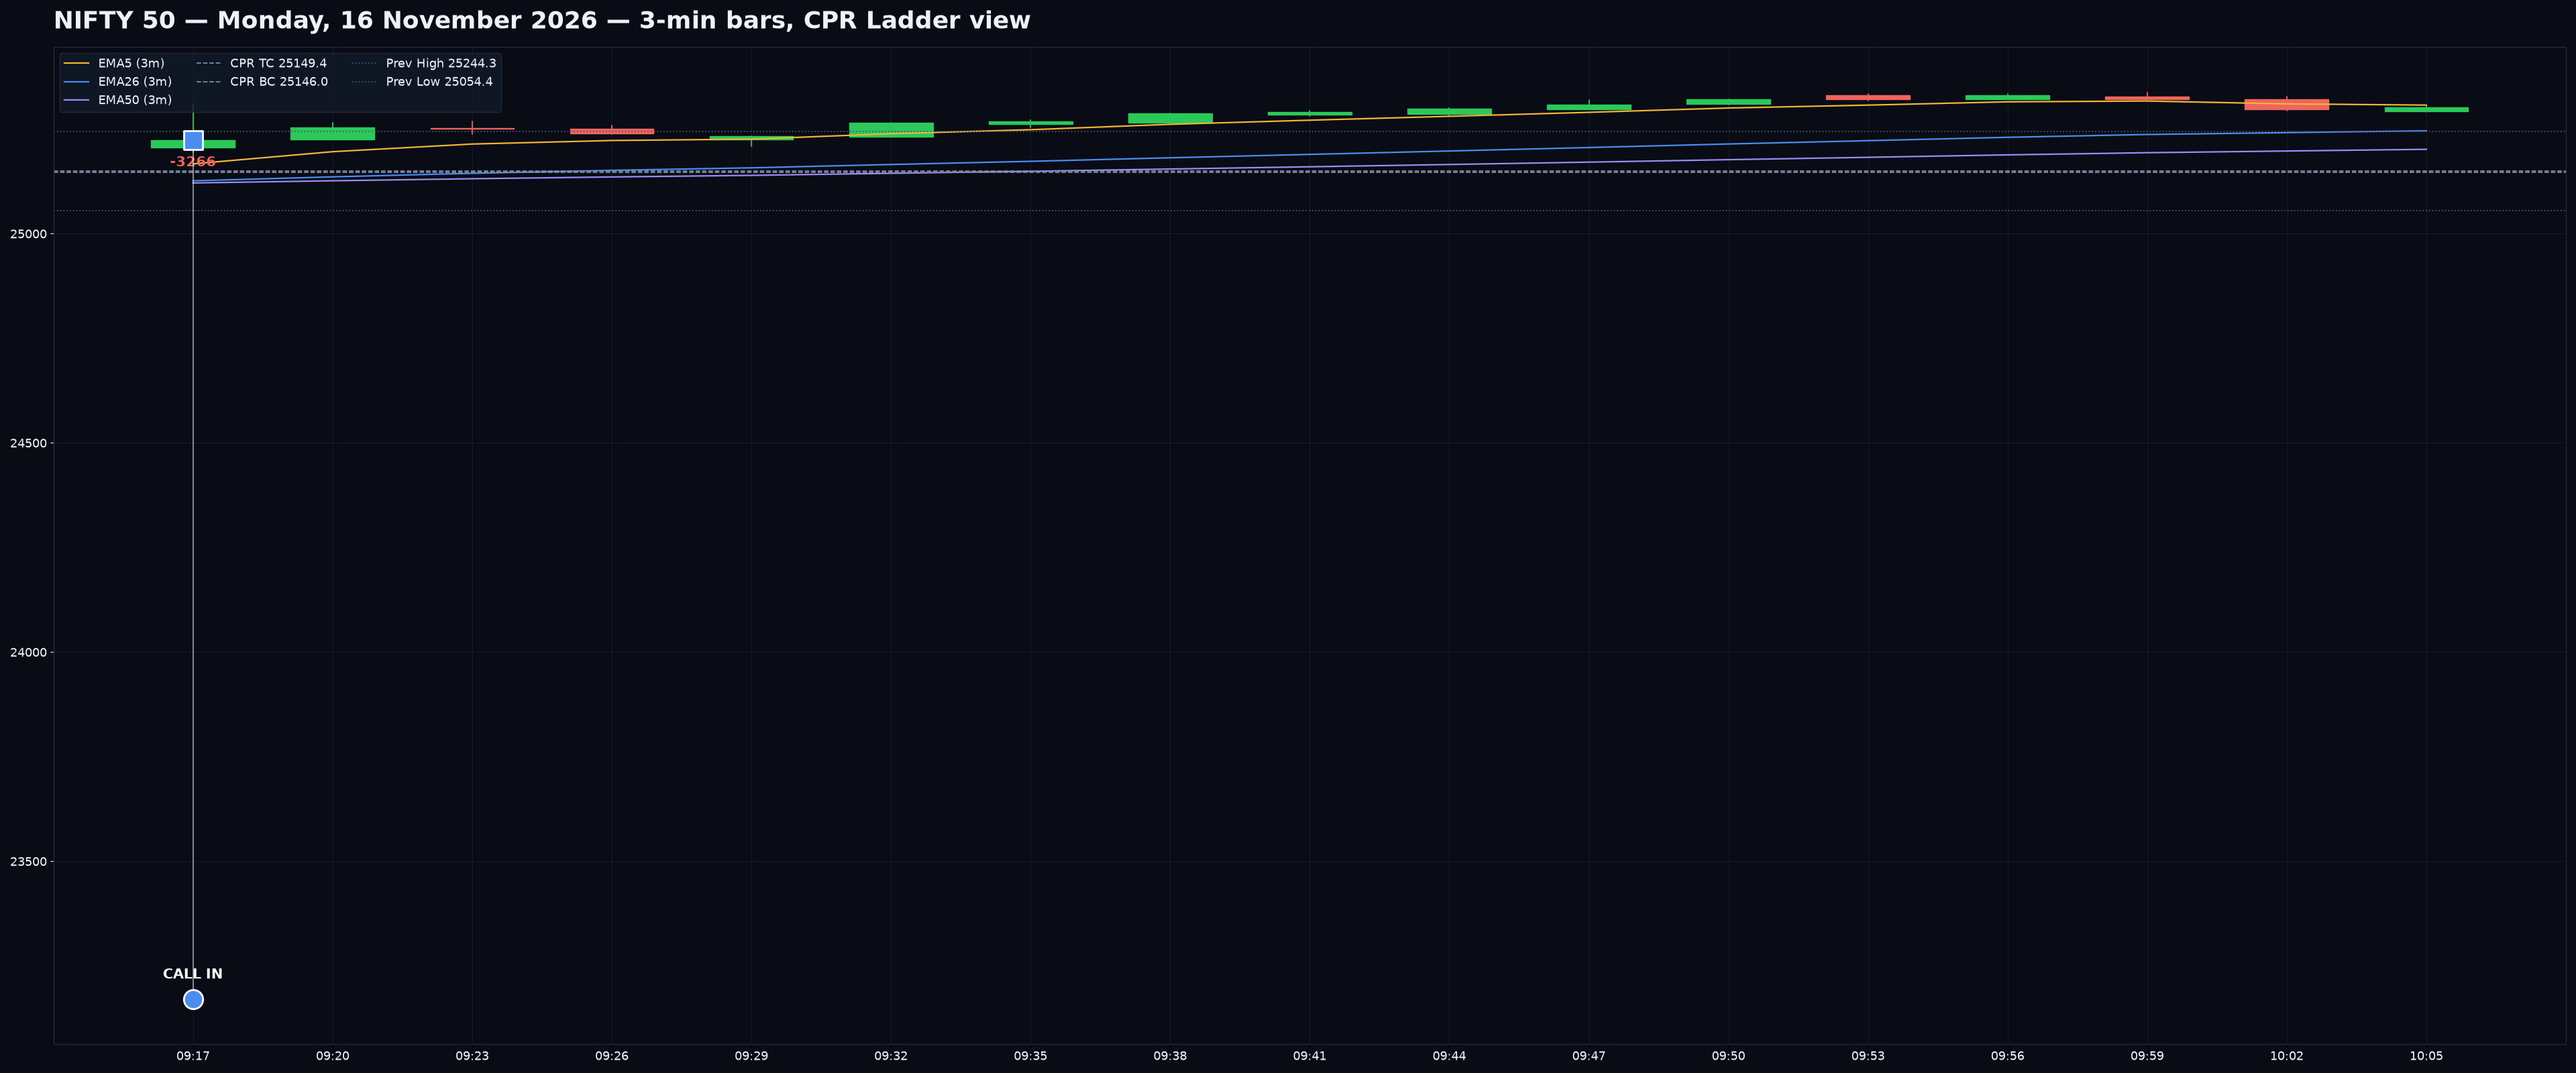 NIFTY 50 — Monday, 16 November 2026 — 3-min bars, CPR Ladder view
EMA5 (3m)
EMA26 (3m)
EMA50 (3m)
CPR TC 25149.4
CPR BC 25146.0
Prev High 25244.3
Prev Low 25054.4
-3266
25000
24500
24000
23500
CALL IN
09:17 09:20 09:23 09:26 09:29 09:32 09:35 09:38 09:41 09:44 09:47 09:50 09:53 09:56 09:59 10:02 10:05